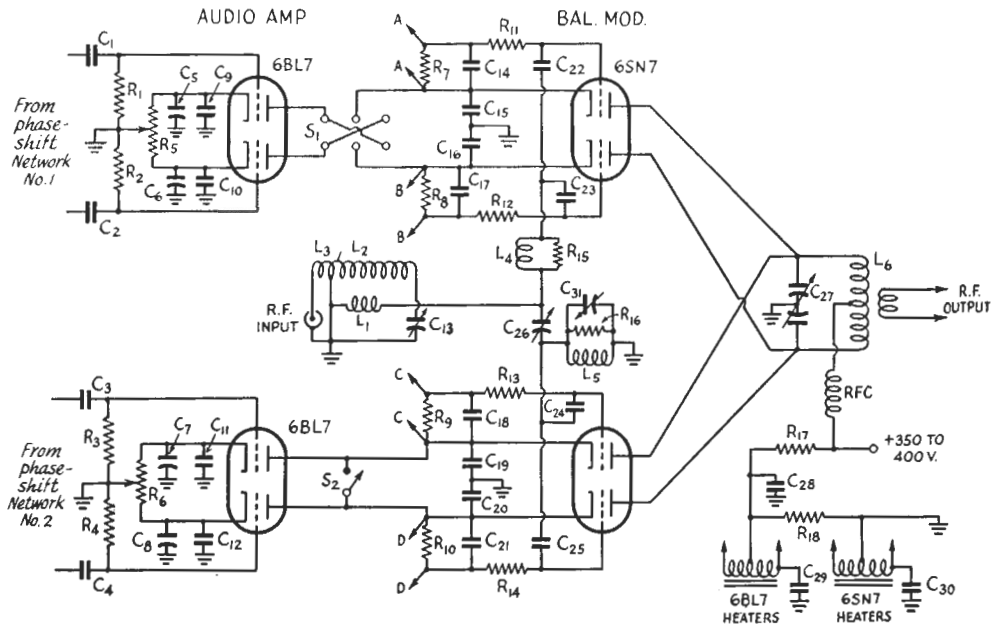 AUDIO AMP
BAL. MOD.
C1
6BL7
A
R11
R1
C5
C9
A
R7
C14
C22
6SN7
From
phase-
shift
Network
No.1
R5
S1
C15
C16
R2
C6
C10
B
R8
C17
C23
C2
B
R12
L3
L2
L4
R15
L6
R.F.
INPUT
L1
C13
C31
R16
C26
L5
C27
R.F.
OUTPUT
C3
C
R13
RFC
R3
C7
C11
6BL7
C
R9
C18
C24
From
phase-
shift
Network
No.2
R6
S2
C19
C20
R17
+350 TO
400 V.
C28
R4
C8
C12
D
R10
C21
C25
R18
C4
D
R14
C29
C30
6BL7
HEATERS
6SN7
HEATERS